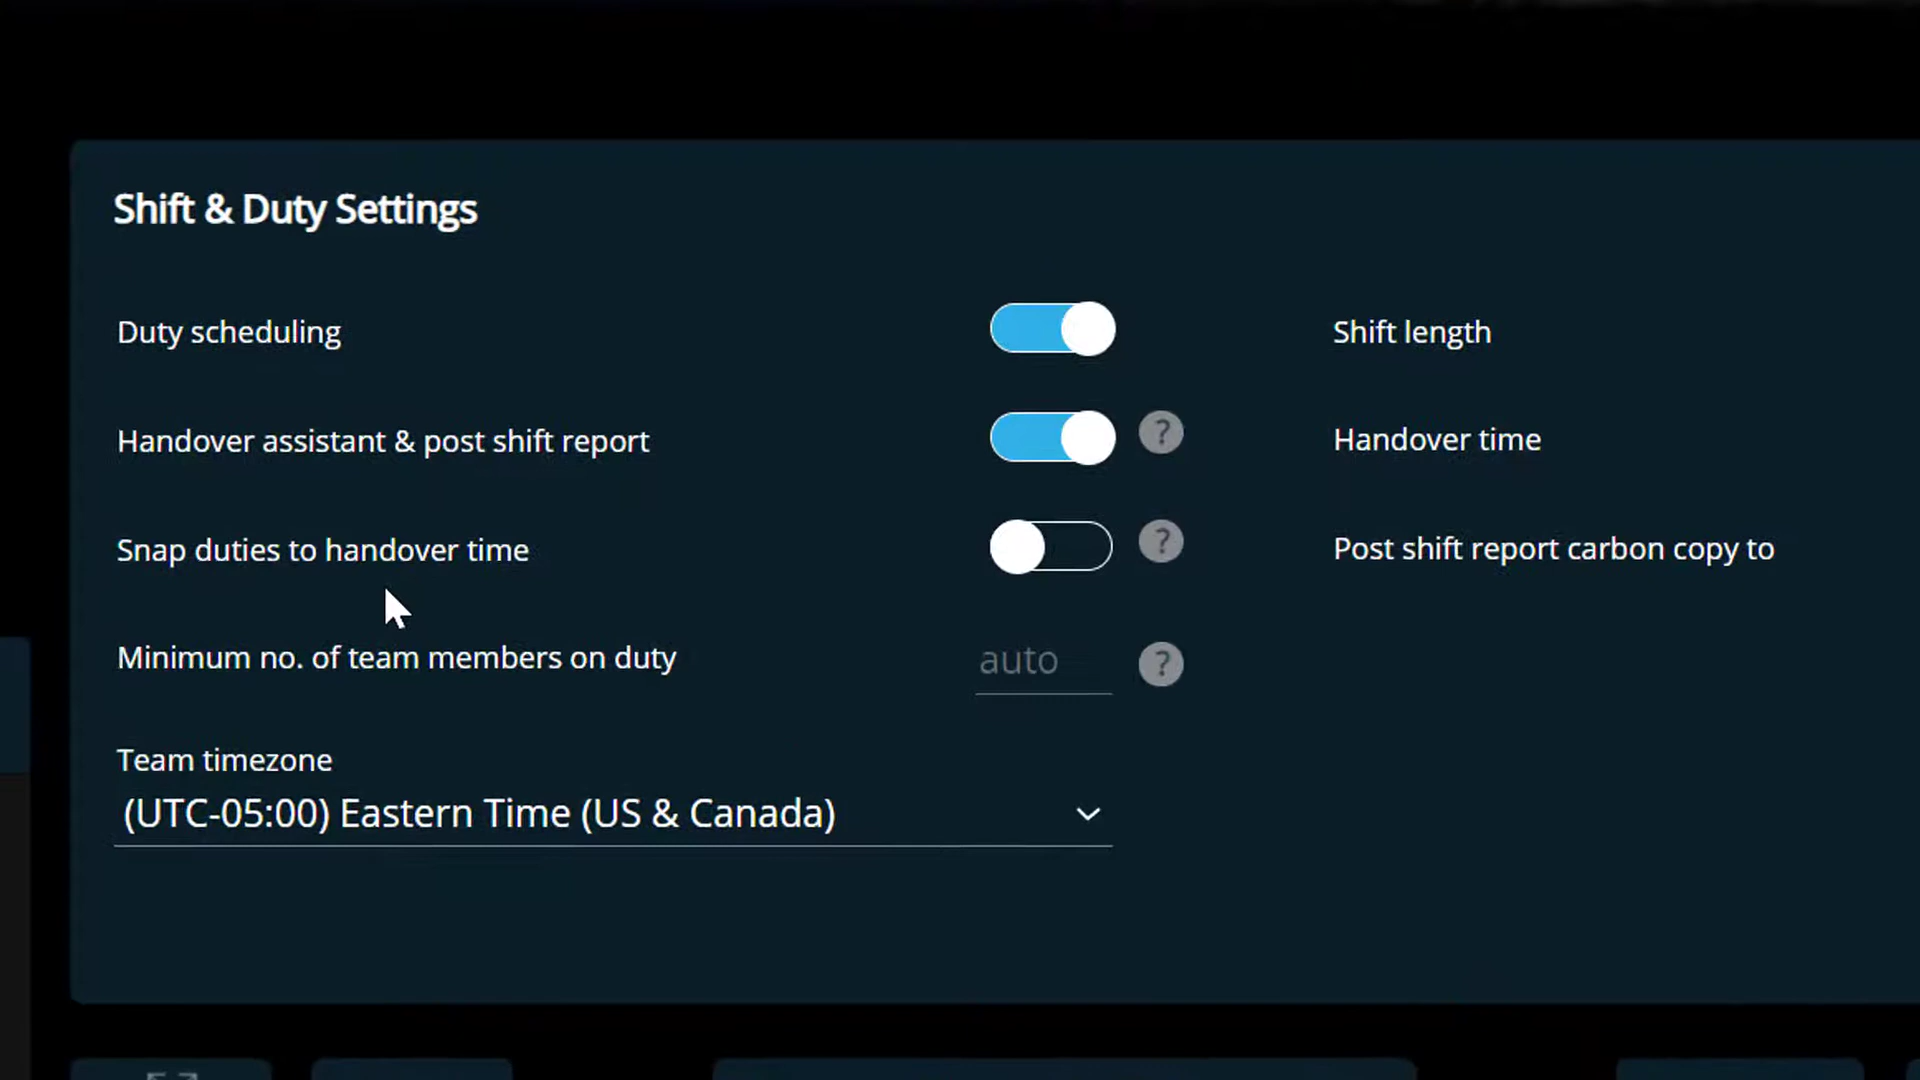 Shift & Duty Settings
Duty scheduling
Shift length
Handover assistant & post shift report
?
Handover time
Snap duties to handover time
?
Post shift report carbon copy to
Minimum no. of team members on duty
auto
?
Team timezone
(UTC-05:00) Eastern Time (US & Canada)